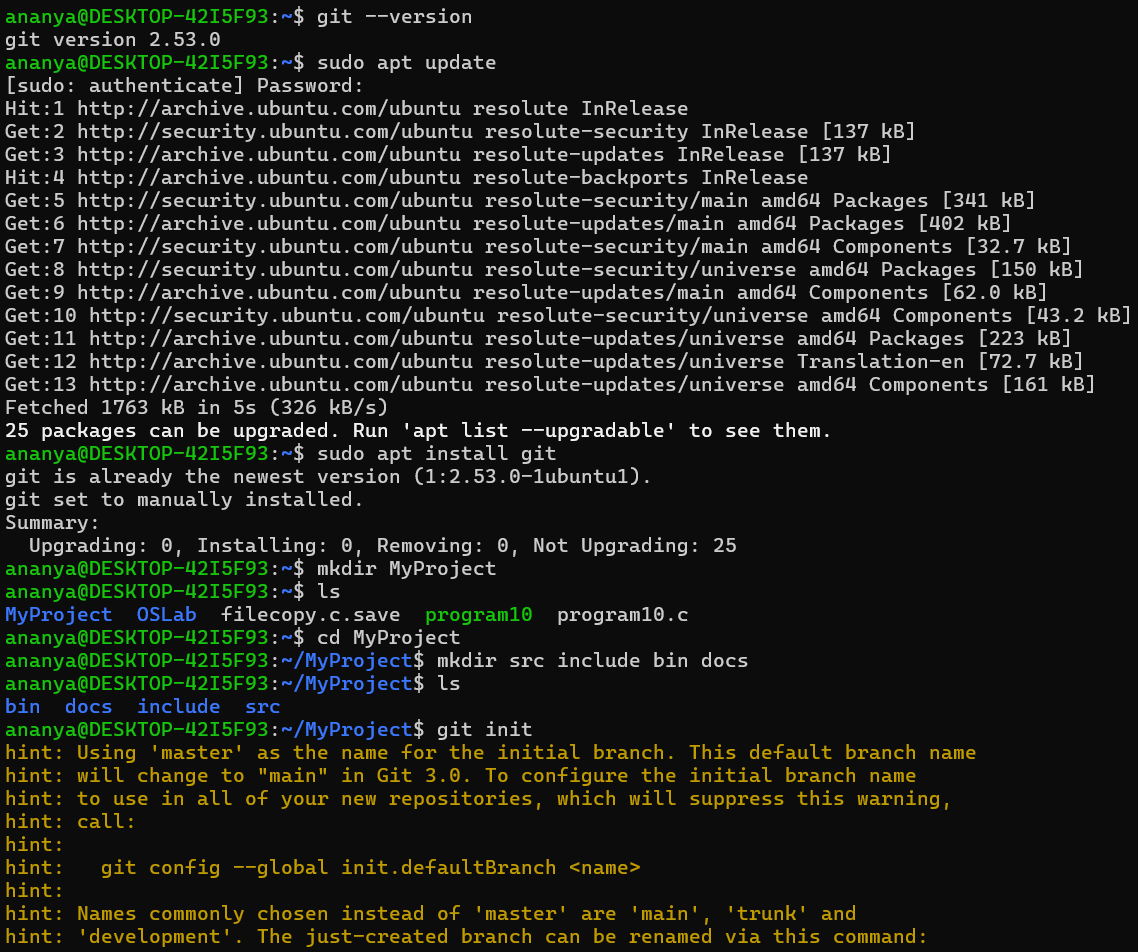 ananya@DESKTOP-42I5F93:~$ git --version
git version 2.53.0
ananya@DESKTOP-42I5F93:~$ sudo apt update
[sudo: authenticate] Password:
Hit:1 http://archive.ubuntu.com/ubuntu resolute InRelease
Get:2 http://security.ubuntu.com/ubuntu resolute-security InRelease [137 kB]
Get:3 http://archive.ubuntu.com/ubuntu resolute-updates InRelease [137 kB]
Hit:4 http://archive.ubuntu.com/ubuntu resolute-backports InRelease
Get:5 http://security.ubuntu.com/ubuntu resolute-security/main amd64 Packages [341 kB]
Get:6 http://archive.ubuntu.com/ubuntu resolute-updates/main amd64 Packages [402 kB]
Get:7 http://security.ubuntu.com/ubuntu resolute-security/main amd64 Components [32.7 kB]
Get:8 http://security.ubuntu.com/ubuntu resolute-security/universe amd64 Packages [150 kB]
Get:9 http://archive.ubuntu.com/ubuntu resolute-updates/main amd64 Components [62.0 kB]
Get:10 http://security.ubuntu.com/ubuntu resolute-security/universe amd64 Components [43.2 kB]
Get:11 http://archive.ubuntu.com/ubuntu resolute-updates/universe amd64 Packages [223 kB]
Get:12 http://archive.ubuntu.com/ubuntu resolute-updates/universe Translation-en [72.7 kB]
Get:13 http://archive.ubuntu.com/ubuntu resolute-updates/universe amd64 Components [161 kB]
Fetched 1763 kB in 5s (326 kB/s)
25 packages can be upgraded. Run 'apt list --upgradable' to see them.
ananya@DESKTOP-42I5F93:~$ sudo apt install git
git is already the newest version (1:2.53.0-1ubuntu1).
git set to manually installed.
Summary:
  Upgrading: 0, Installing: 0, Removing: 0, Not Upgrading: 25
ananya@DESKTOP-42I5F93:~$ mkdir MyProject
ananya@DESKTOP-42I5F93:~$ ls
MyProject  OSLab  filecopy.c.save  program10  program10.c
ananya@DESKTOP-42I5F93:~$ cd MyProject
ananya@DESKTOP-42I5F93:~/MyProject$ mkdir src include bin docs
ananya@DESKTOP-42I5F93:~/MyProject$ ls
bin  docs  include  src
ananya@DESKTOP-42I5F93:~/MyProject$ git init
hint: Using 'master' as the name for the initial branch. This default branch name
hint: will change to "main" in Git 3.0. To configure the initial branch name
hint: to use in all of your new repositories, which will suppress this warning,
hint: call:
hint:
hint:   git config --global init.defaultBranch <name>
hint:
hint: Names commonly chosen instead of 'master' are 'main', 'trunk' and
hint: 'development'. The just-created branch can be renamed via this command: